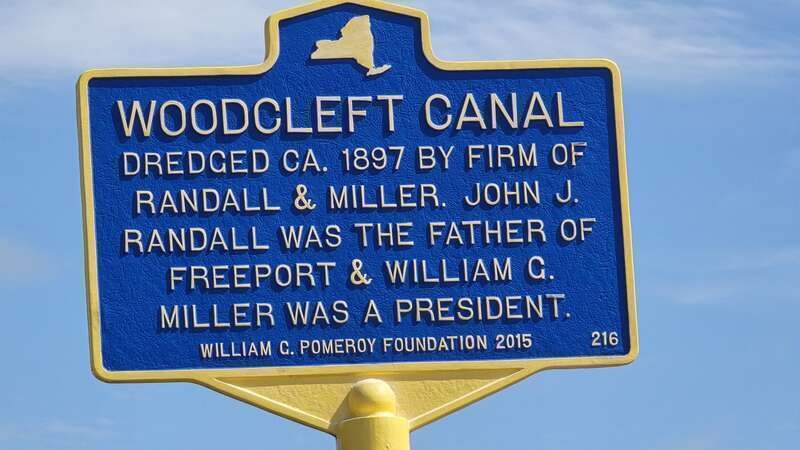 WOODCLEFT CANAL
DREDGED CA. 1897 BY FIRM OF
RANDALL & MILLER. JOHN J.
RANDALL WAS THE FATHER OF
FREEPORT & WILLIAM G.
MILLER WAS A PRESIDENT.
WILLIAM G. POMEROY FOUNDATION 2015 216